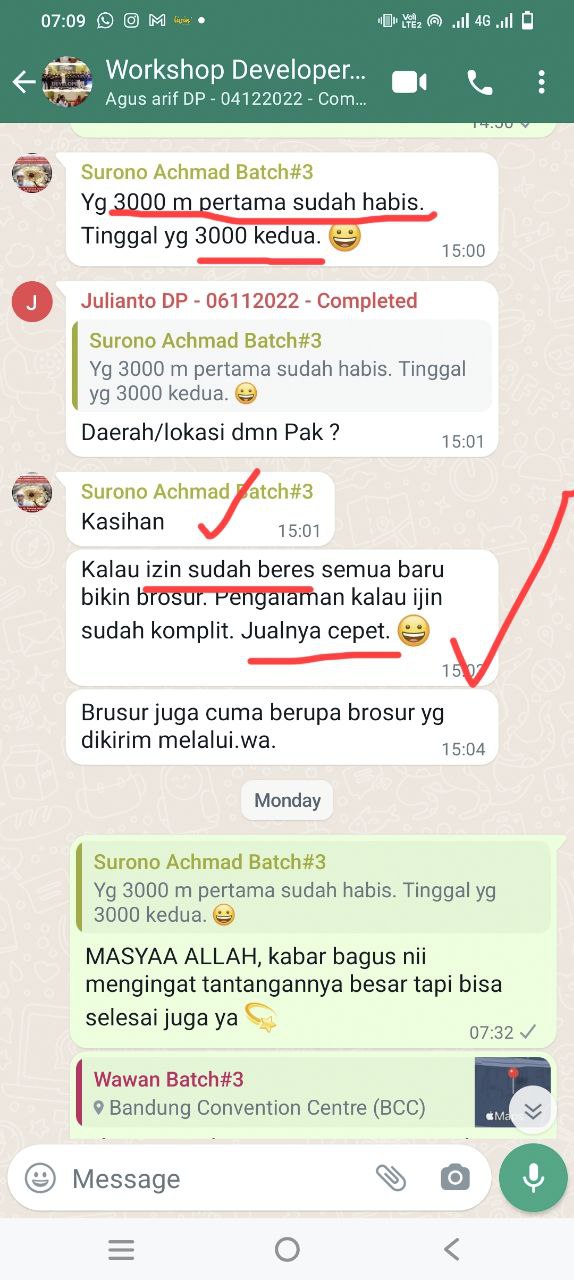 07:09
Voi) LTE2 4G
Workshop Developer...
Agus arif DP - 04122022 - Com...
14:50
Surono Achmad Batch#3
Yg 3000 m pertama sudah habis.
Tinggal yg 3000 kedua. 😀
15:00
J
Julianto DP - 06112022 - Completed
Surono Achmad Batch#3
Yg 3000 m pertama sudah habis. Tinggal
yg 3000 kedua. 😀
Daerah/lokasi dmn Pak ?
15:01
Surono Achmad Batch#3
Kasihan
15:01
Kalau izin sudah beres semua baru
bikin brosur. Pengalaman kalau ijin
sudah komplit. Jualnya cepet. 😀
Brusur juga cuma berupa brosur yg
dikirim melalui.wa.
15:04
Monday
Surono Achmad Batch#3
Yg 3000 m pertama sudah habis. Tinggal yg
3000 kedua. 😀
MASYAA ALLAH, kabar bagus nii
mengingat tantangannya besar tapi bisa
selesai juga ya 💫
07:32
Wawan Batch#3
Bandung Convention Centre (BCC)
Message